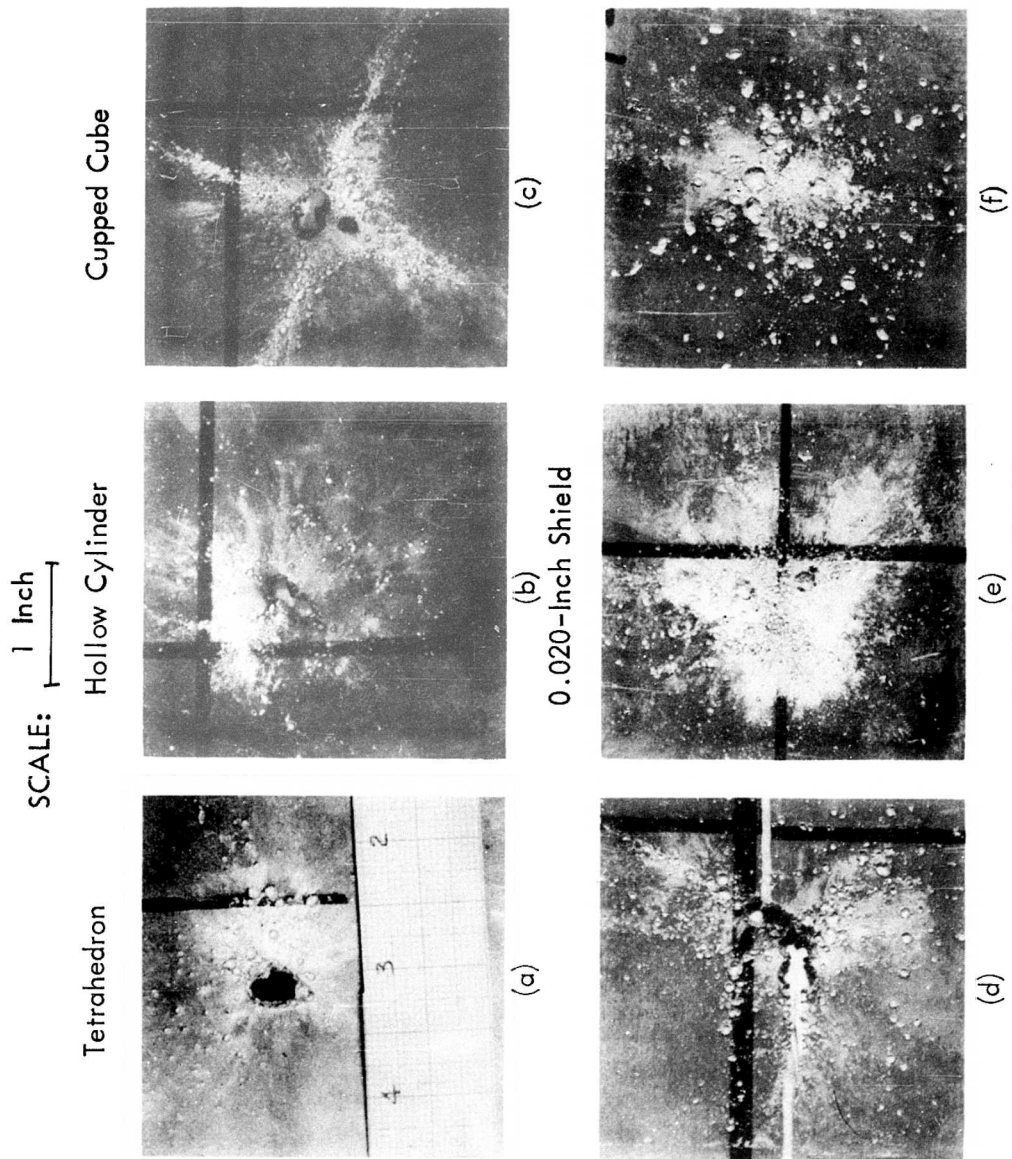 SCALE: 1 Inch
Tetrahedron
Hollow Cylinder
Cupped Cube
4
3
2
(a)
(b)
(c)
0.020-Inch Shield
(d)
(e)
(f)